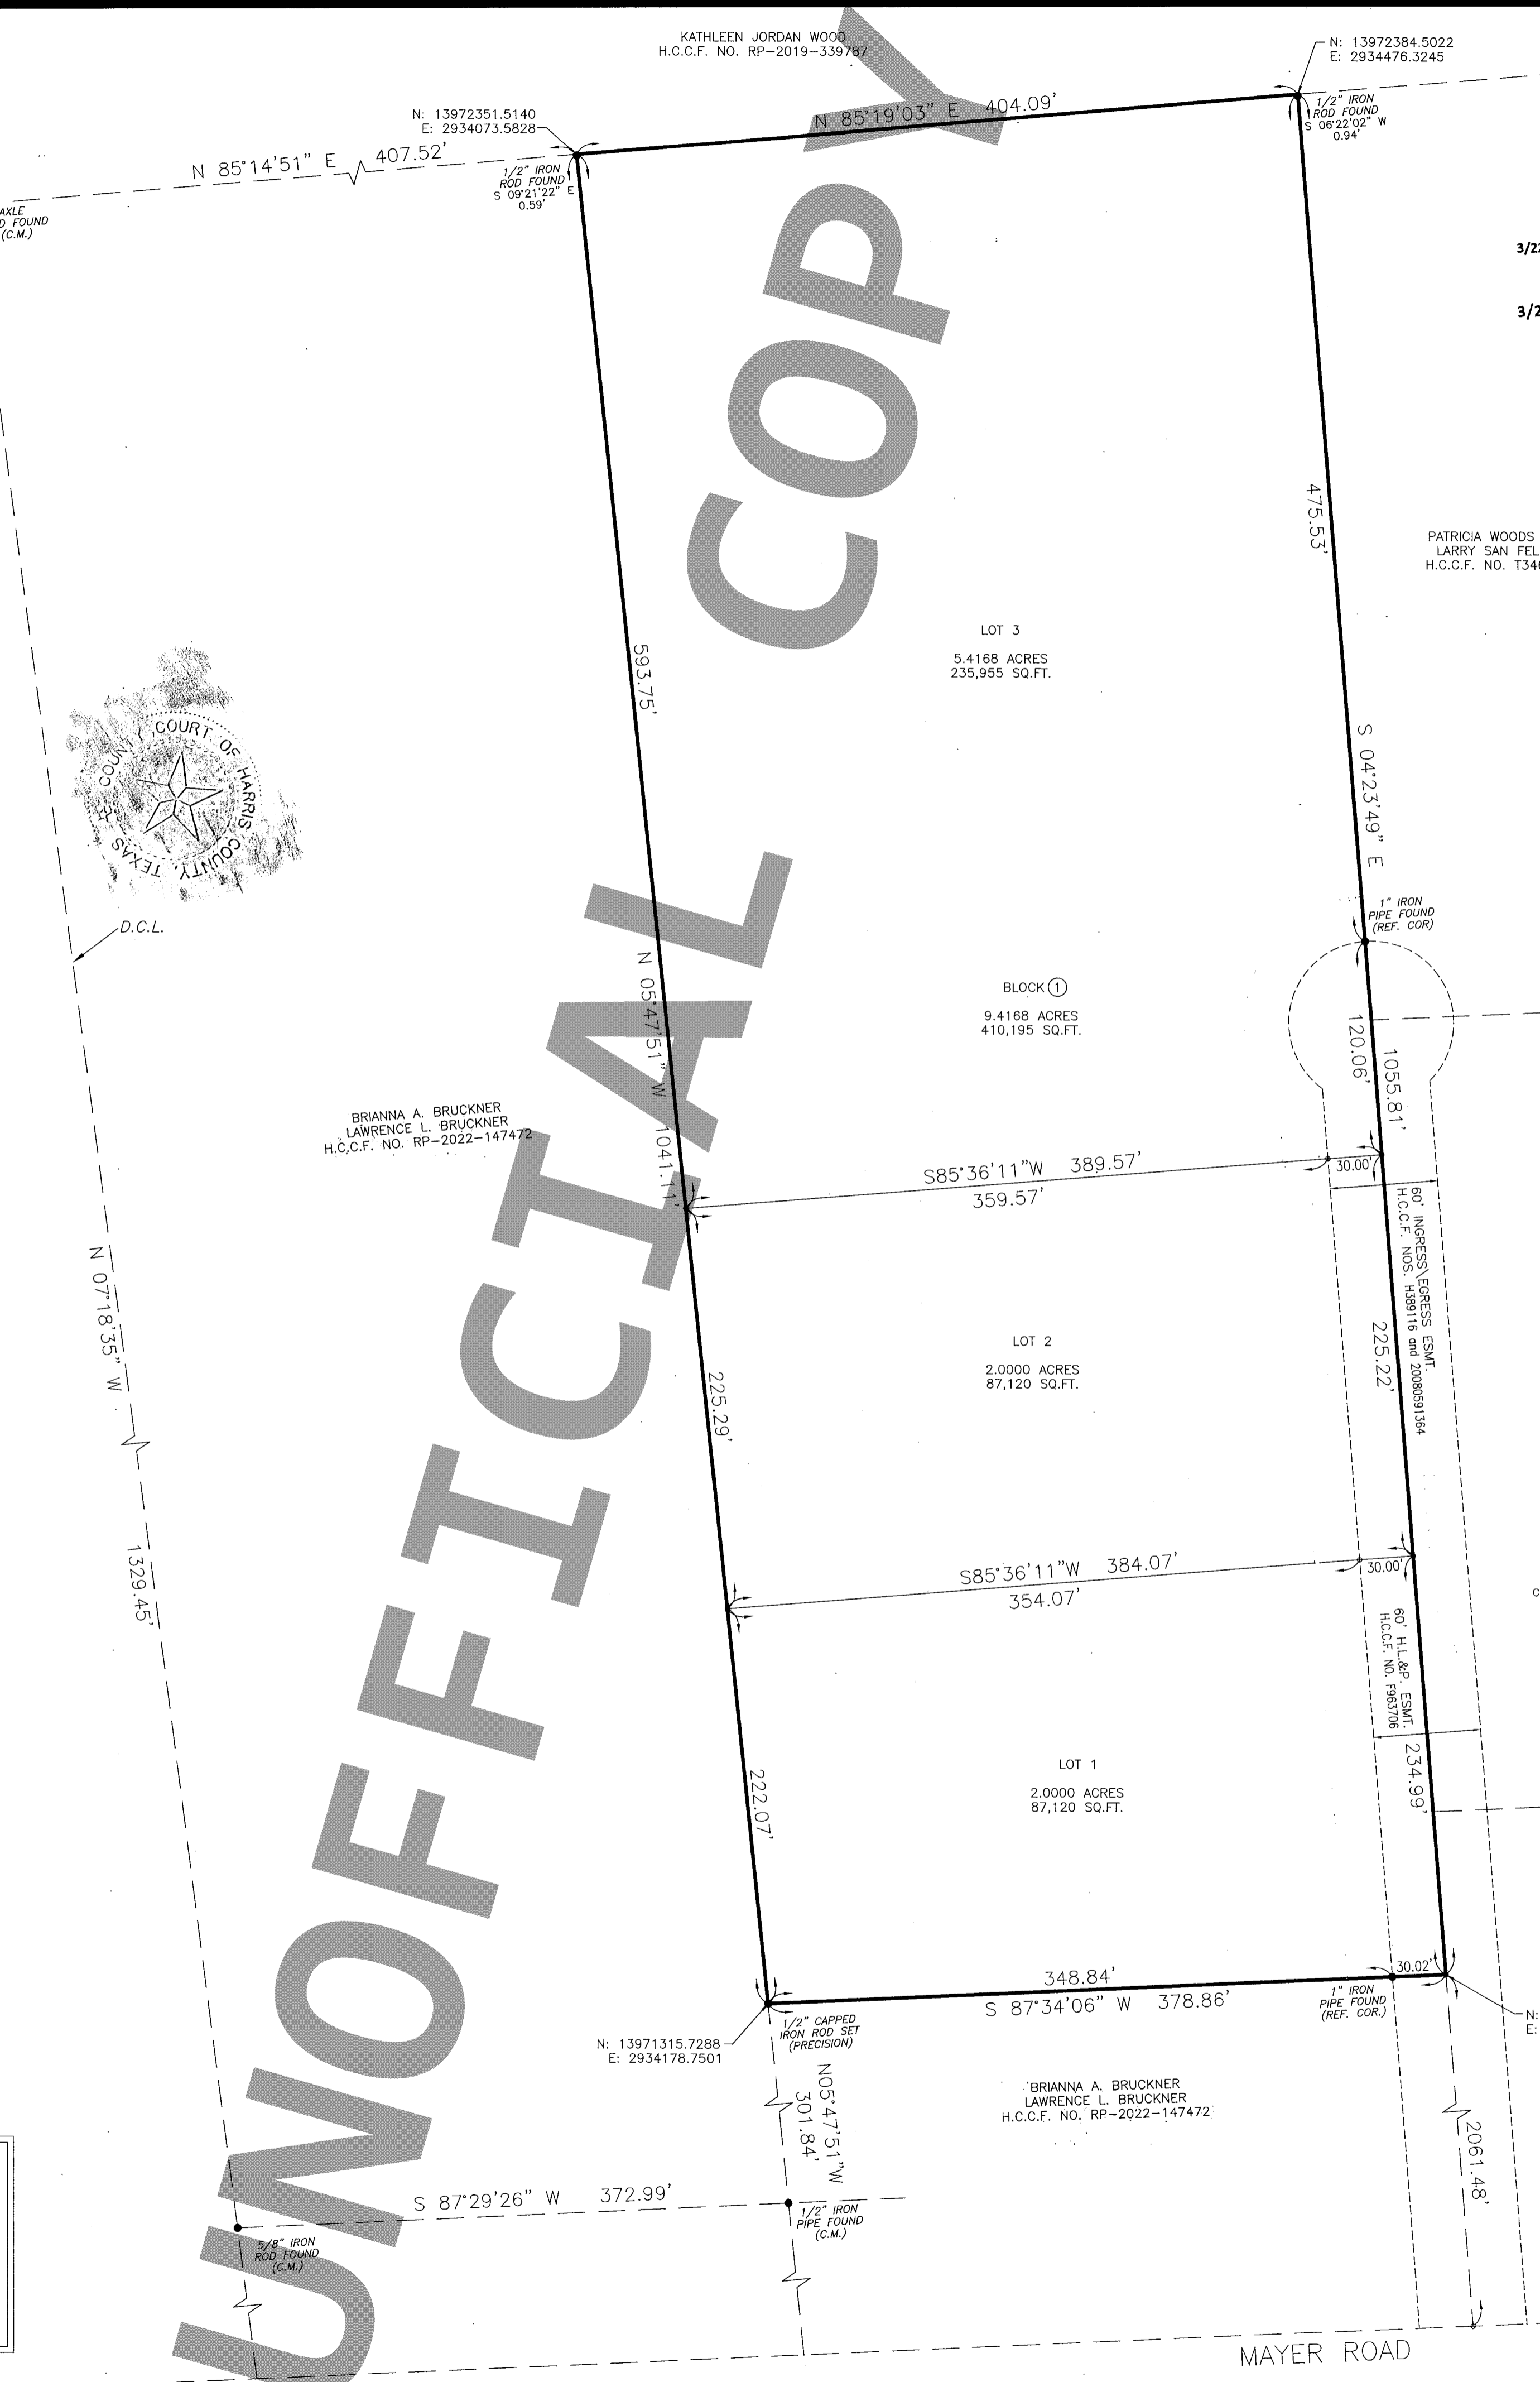 KATHLEEN JORDAN WOOD
H.C.C.F. NO. RP-2019-339787
N: 13972384.5022
E: 2934476.3245
1/2" IRON
ROD FOUND
S 06°22'02" W
0.94'
N 85°19'03" E 404.09'
N: 13972351.5140
E: 2934073.5828
N 85°14'51" E 407.52'
1/2" IRON
ROD FOUND
S 09°21'22" E
0.59'
AXLE
FOUND
(C.M.)
475.53'
PATRICIA WOODS
LARRY SAN
H.C.C.F. NO.
LOT 3
5.4168 ACRES
235,955 SQ.FT.
593.75'
COUNTY COURT OF HARRIS COUNTY, TEXAS
S 04°23'49" E
D.C.L.
1" IRON
PIPE FOUND
(REF. COR)
N 05°47'51" W 1041.11'
BLOCK 1
9.4168 ACRES
410,195 SQ.FT.
120.06'
1055.81'
BRIANNA A. BRUCKNER
LAWRENCE L. BRUCKNER
H.C.C.F. NO. RP-2022-147472
S85°36'11"W 389.57'
359.57'
30.00'
60' INGRESS\EGRESS ESMT.
H.C.C.F. NOS. H389116 and 20080591364
N 07°18'35" W
1329.45'
225.22'
LOT 2
2.0000 ACRES
87,120 SQ.FT.
225.29'
S85°36'11"W 384.07'
354.07'
30.00'
60' H.L.&P. ESMT.
H.C.C.F. NO. F963706
234.99'
LOT 1
2.0000 ACRES
87,120 SQ.FT.
222.07'
348.84'
30.02'
S 87°34'06" W 378.86'
1" IRON
PIPE FOUND
(REF. COR.)
N:
E:
1/2" CAPPED
IRON ROD SET
(PRECISION)
N: 13971315.7288
E: 2934178.7501
N05°47'51"W
301.84'
BRIANNA A. BRUCKNER
LAWRENCE L. BRUCKNER
H.C.C.F. NO. RP-2022-147472
2061.48'
S 87°29'26" W 372.99'
1/2" IRON
PIPE FOUND
(C.M.)
5/8" IRON
ROD FOUND
(C.M.)
MAYER ROAD
UNOFFICIAL COPY